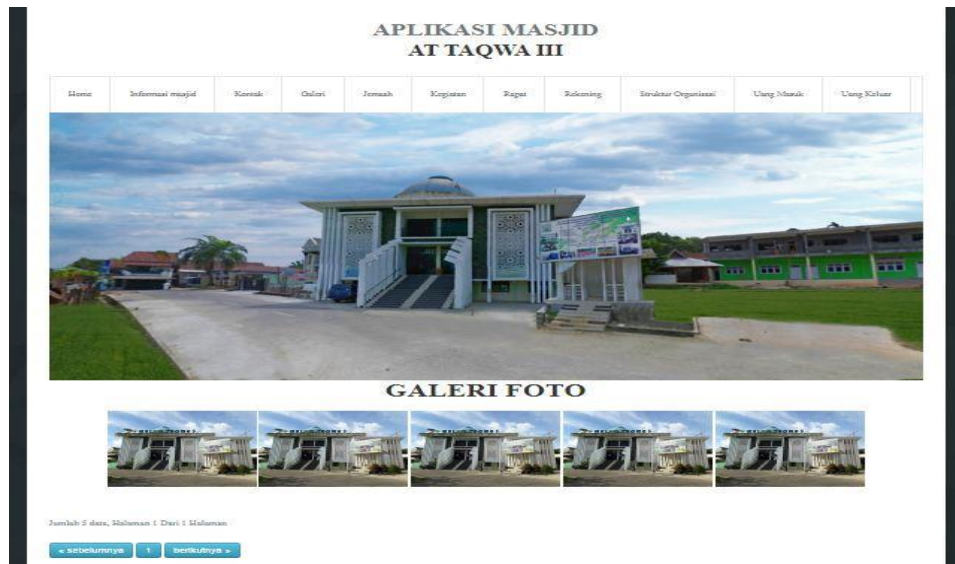 APLIKASI MASJID
AT TAQWA III
Home Informasi masjid Kontak Galeri Jemaah Kegiatan Rapat Rekening Struktur Organisasi Uang Masuk Uang Keluar
GALERI FOTO
Jumlah 5 data, Halaman 1 Dari 1 Halaman
« sebelumnya 1 berikutnya »